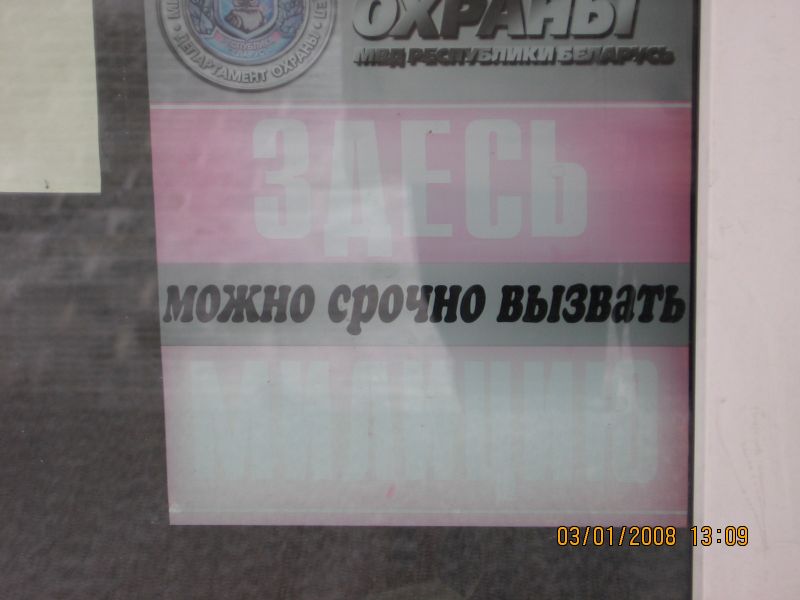 ДЕПАРТАМЕНТ ОХРАНЫ
ОХРАНЫ
МВД РЕСПУБЛИКИ БЕЛАРУСЬ
ЗДЕСЬ
можно срочно вызвать
МИЛИЦИЮ
03/01/2008 13:09